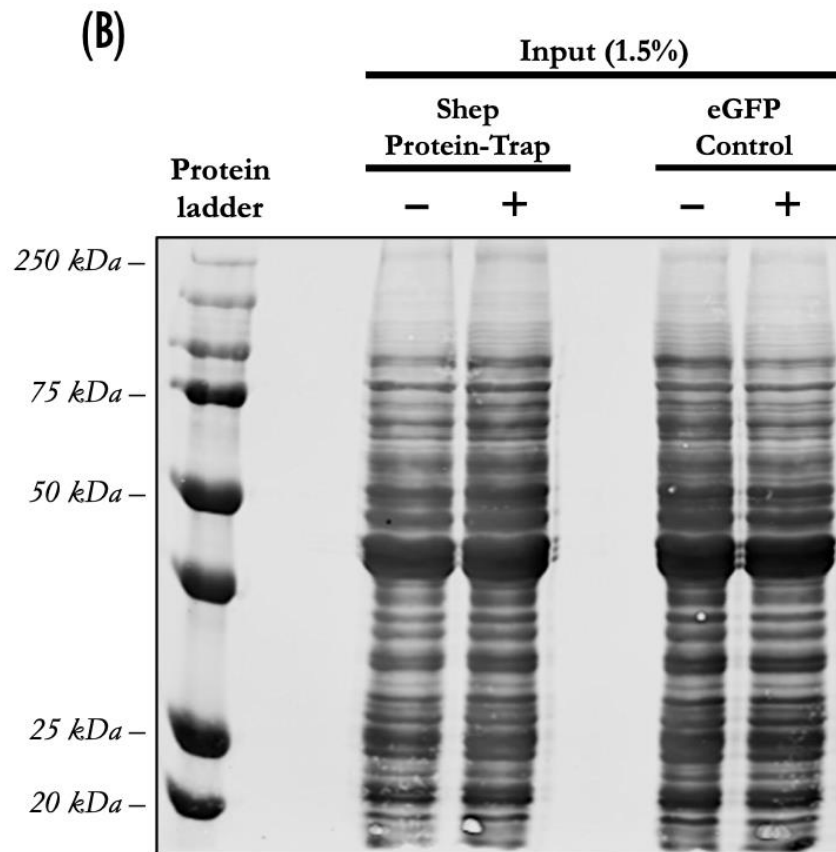 (B)
Input (1.5%)
Shep
Protein-Trap
eGFP
Control
Protein
ladder
− +
− +
250 kDa –
75 kDa –
50 kDa –
25 kDa –
20 kDa –